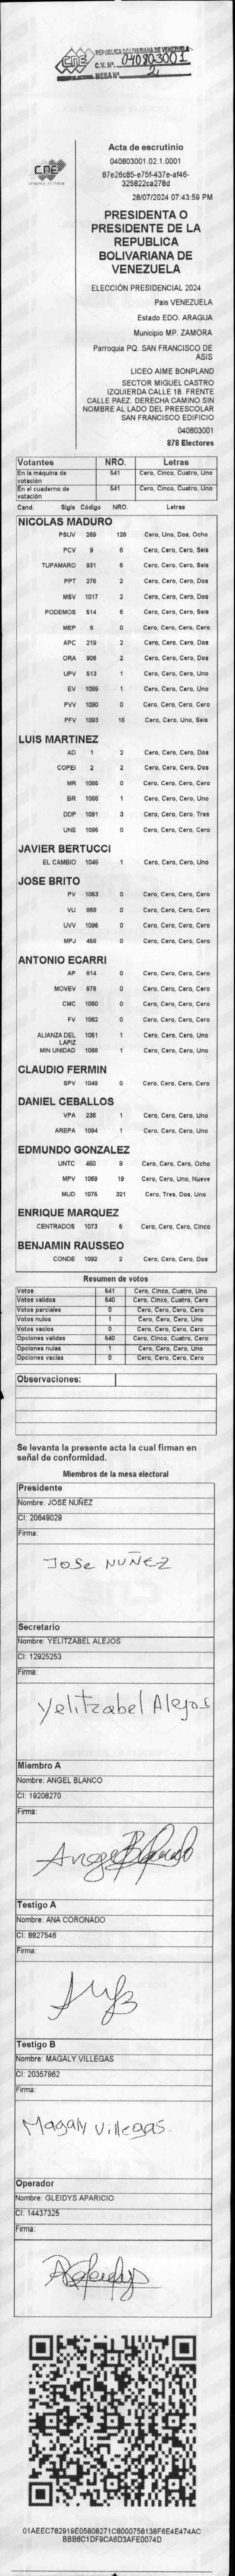 REPUBLICA BOLIVARIANA DE VENEZUELA
CNE C.V. Nº. 040803001
MESA Nº. 2
CNE
Acta de escrutinio
040803001.02.1.0001
87e26c85-e75f-437e-af46-
325822ca278d
28/07/2024 07:43:59 PM
PRESIDENTA O
PRESIDENTE DE LA
REPUBLICA
BOLIVARIANA DE
VENEZUELA
ELECCIÓN PRESIDENCIAL 2024
País VENEZUELA
Estado EDO. ARAGUA
Municipio MP. ZAMORA
Parroquia PQ. SAN FRANCISCO DE
ASIS
LICEO AIME BONPLAND
SECTOR MIGUEL CASTRO
IZQUIERDA CALLE 18. FRENTE
CALLE PAEZ. DERECHA CAMINO SIN
NOMBRE AL LADO DEL PREESCOLAR
SAN FRANCISCO EDIFICIO
040803001
878 Electores
Votantes NRO. Letras
En la máquina de votación 541 Cero, Cinco, Cuatro, Uno
En el cuaderno de votación 541 Cero, Cinco, Cuatro, Uno
Cand. Sigla Código NRO. Letras
NICOLAS MADURO
PSUV 269 128 Cero, Uno, Dos, Ocho
PCV 9 6 Cero, Cero, Cero, Seis
TUPAMARO 931 6 Cero, Cero, Cero, Seis
PPT 276 2 Cero, Cero, Cero, Dos
MSV 1017 2 Cero, Cero, Cero, Dos
PODEMOS 514 6 Cero, Cero, Cero, Seis
MEP 6 0 Cero, Cero, Cero, Cero
APC 219 2 Cero, Cero, Cero, Dos
ORA 906 2 Cero, Cero, Cero, Dos
UPV 513 1 Cero, Cero, Cero, Uno
EV 1089 1 Cero, Cero, Cero, Uno
PVV 1090 0 Cero, Cero, Cero, Cero
PFV 1093 16 Cero, Cero, Uno, Seis
LUIS MARTINEZ
AD 1 2 Cero, Cero, Cero, Dos
COPEI 2 2 Cero, Cero, Cero, Dos
MR 1065 0 Cero, Cero, Cero, Cero
BR 1066 1 Cero, Cero, Cero, Uno
DDP 1091 3 Cero, Cero, Cero, Tres
UNE 1095 0 Cero, Cero, Cero, Cero
JAVIER BERTUCCI
EL CAMBIO 1048 1 Cero, Cero, Cero, Uno
JOSE BRITO
PV 1053 0 Cero, Cero, Cero, Cero
VU 868 0 Cero, Cero, Cero, Cero
UVV 1096 0 Cero, Cero, Cero, Cero
MPJ 458 0 Cero, Cero, Cero, Cero
ANTONIO ECARRI
AP 814 0 Cero, Cero, Cero, Cero
MOVEV 878 0 Cero, Cero, Cero, Cero
CMC 1050 0 Cero, Cero, Cero, Cero
FV 1062 0 Cero, Cero, Cero, Cero
ALIANZA DEL LAPIZ 1051 1 Cero, Cero, Cero, Uno
MIN UNIDAD 1068 1 Cero, Cero, Cero, Uno
CLAUDIO FERMIN
SPV 1049 0 Cero, Cero, Cero, Cero
DANIEL CEBALLOS
VPA 236 1 Cero, Cero, Cero, Uno
AREPA 1094 1 Cero, Cero, Cero, Uno
EDMUNDO GONZALEZ
UNTC 460 8 Cero, Cero, Cero, Ocho
MPV 1069 19 Cero, Cero, Uno, Nueve
MUD 1076 321 Cero, Tres, Dos, Uno
ENRIQUE MARQUEZ
CENTRADOS 1073 5 Cero, Cero, Cero, Cinco
BENJAMIN RAUSSEO
CONDE 1092 2 Cero, Cero, Cero, Dos
Resumen de votos
Votos 541 Cero, Cinco, Cuatro, Uno
Votos validos 540 Cero, Cinco, Cuatro, Cero
Votos parciales 0 Cero, Cero, Cero, Cero
Votos nulos 1 Cero, Cero, Cero, Uno
Votos vacios 0 Cero, Cero, Cero, Cero
Opciones validas 540 Cero, Cinco, Cuatro, Cero
Opciones nulas 1 Cero, Cero, Cero, Uno
Opciones vacias 0 Cero, Cero, Cero, Cero
Observaciones:
Se levanta la presente acta la cual firman en
señal de conformidad.
Miembros de la mesa electoral
Presidente
Nombre: JOSE NUÑEZ
CI: 20649029
Firma:
JOSe NUÑEZ
Secretario
Nombre: YELITZABEL ALEJOS
CI: 12925253
Firma:
Yelitzabel Alejos
Miembro A
Nombre: ANGEL BLANCO
CI: 19208270
Firma:
Angel Blanco
Testigo A
Nombre: ANA CORONADO
CI: 8827546
Firma:
Testigo B
Nombre: MAGALY VILLEGAS
CI: 20357962
Firma:
Magaly Villegas.
Operador
Nombre: GLEIDYS APARICIO
CI: 14437325
Firma: